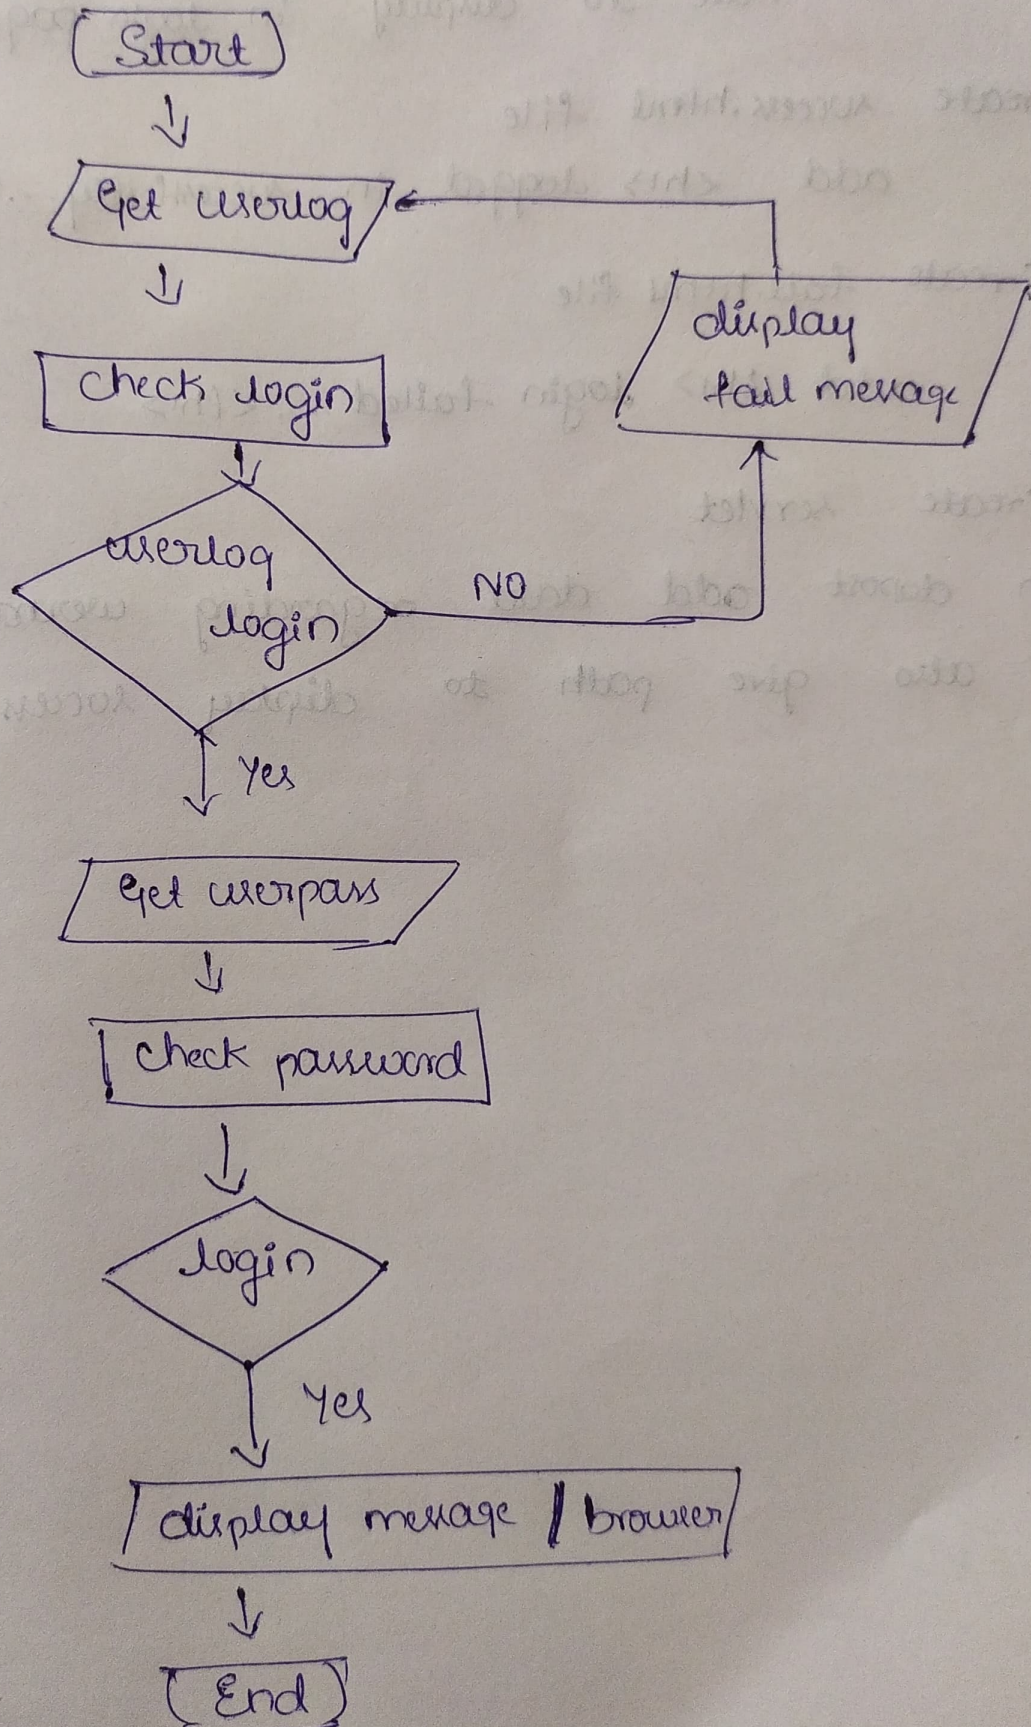 Start
Get userlog
display
fail message
check login
userlog
login
NO
Yes
Get userpass
check password
login
Yes
display message / browser
End